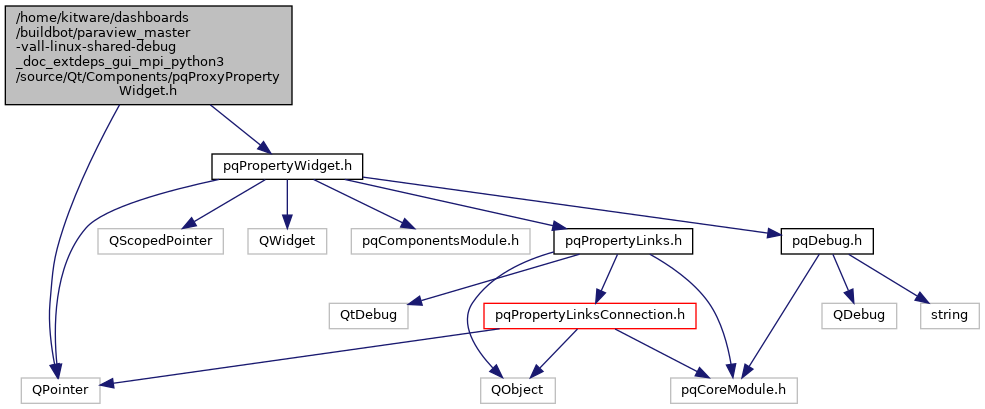 /home/kitware/dashboards
/buildbot/paraview_master
-vall-linux-shared-debug
_doc_extdeps_gui_mpi_python3
/source/Qt/Components/pqProxyProperty
Widget.h
pqPropertyWidget.h
QScopedPointer
QWidget
pqComponentsModule.h
pqPropertyLinks.h
pqDebug.h
QtDebug
pqPropertyLinksConnection.h
QDebug
string
QPointer
QObject
pqCoreModule.h